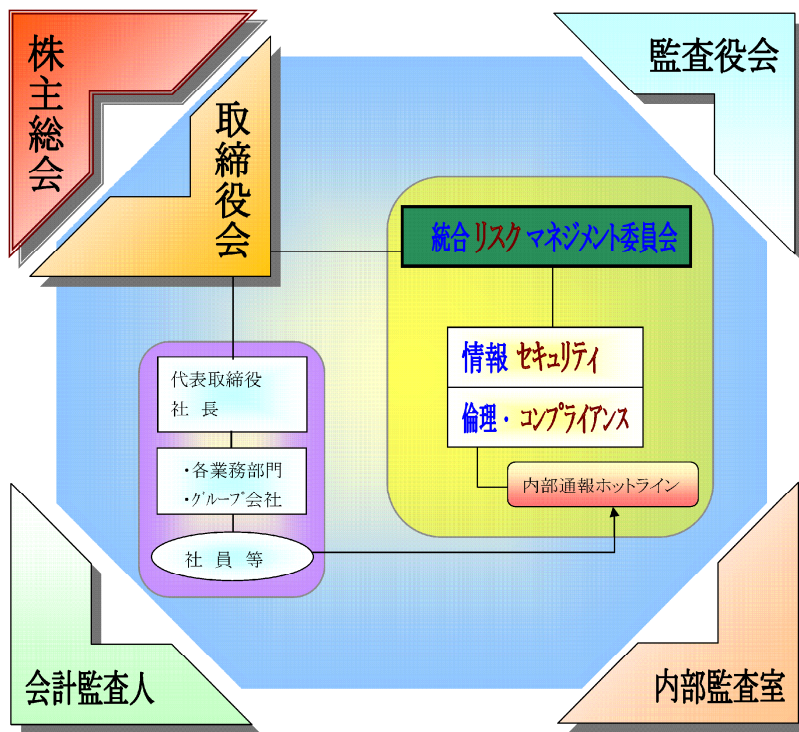 株主総会
取締役会
監査役会
統合リスクマネジメント委員会
情報セキュリティ
倫理・コンプライアンス
内部通報ホットライン
代表取締役
社長
・各業務部門
・グループ会社
社員等
会計監査人
内部監査室